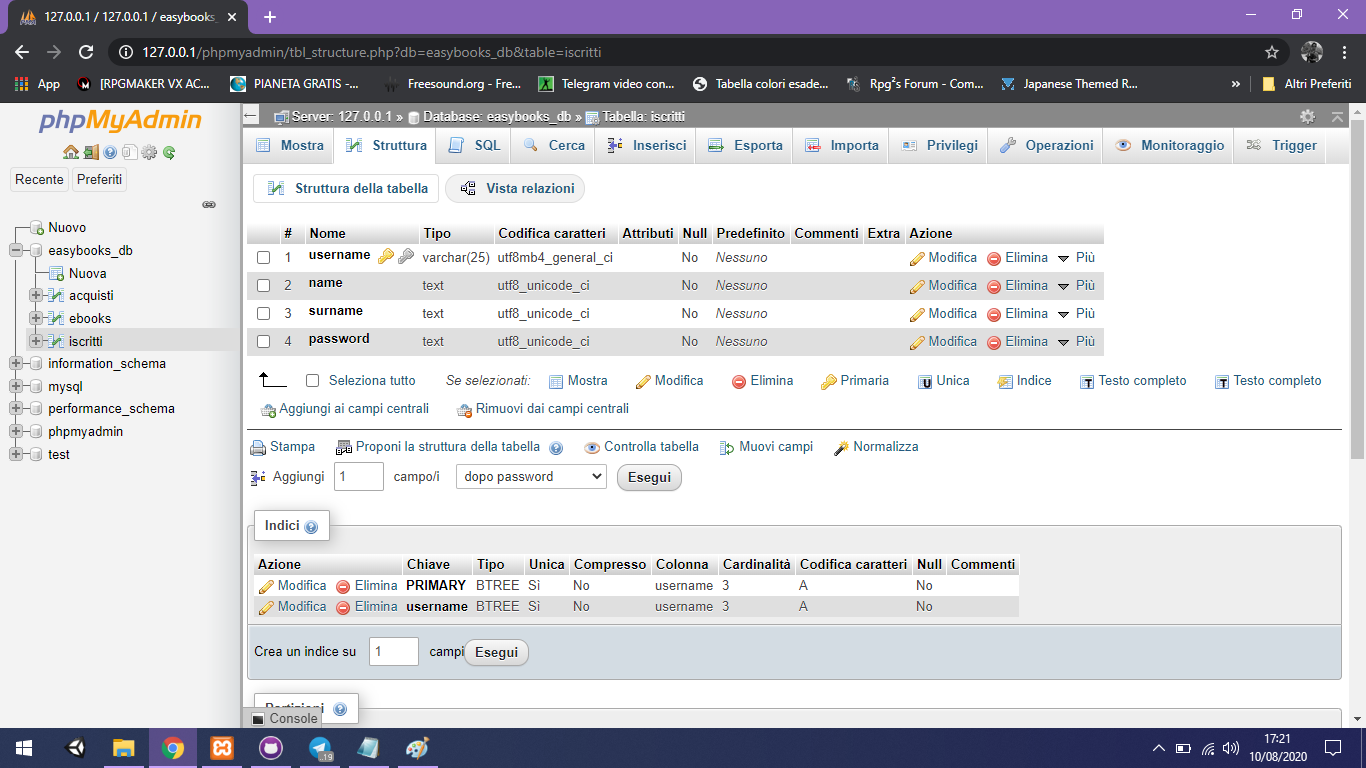 127.0.0.1 / 127.0.0.1 / easybooks_
127.0.0.1/phpmyadmin/tbl_structure.php?db=easybooks_db&table=iscritti
App [RPGMAKER VX AC... PIANETA GRATIS -... Freesound.org - Fre... Telegram video con... Tabella colori esade... Rpg²s Forum - Com... Japanese Themed R... » Altri Preferiti
phpMyAdmin
Recente Preferiti
Nuovo
easybooks_db
Nuova
acquisti
ebooks
iscritti
information_schema
mysql
performance_schema
phpmyadmin
test
Server: 127.0.0.1 » Database: easybooks_db » Tabella: iscritti
Mostra Struttura SQL Cerca Inserisci Esporta Importa Privilegi Operazioni Monitoraggio Trigger
Struttura della tabella Vista relazioni
# Nome Tipo Codifica caratteri Attributi Null Predefinito Commenti Extra Azione
1 username varchar(25) utf8mb4_general_ci No Nessuno Modifica Elimina Più
2 name text utf8_unicode_ci No Nessuno Modifica Elimina Più
3 surname text utf8_unicode_ci No Nessuno Modifica Elimina Più
4 password text utf8_unicode_ci No Nessuno Modifica Elimina Più
Seleziona tutto Se selezionati: Mostra Modifica Elimina Primaria U Unica Indice T Testo completo T Testo completo
Aggiungi ai campi centrali Rimuovi dai campi centrali
Stampa Proponi la struttura della tabella Controlla tabella Muovi campi Normalizza
Aggiungi 1 campo/i dopo password Esegui
Indici
Azione Chiave Tipo Unica Compresso Colonna Cardinalità Codifica caratteri Null Commenti
Modifica Elimina PRIMARY BTREE Sì No username 3 A No
Modifica Elimina username BTREE Sì No username 3 A No
Crea un indice su 1 campi Esegui
Partizioni
Console
..19
17:21
10/08/2020